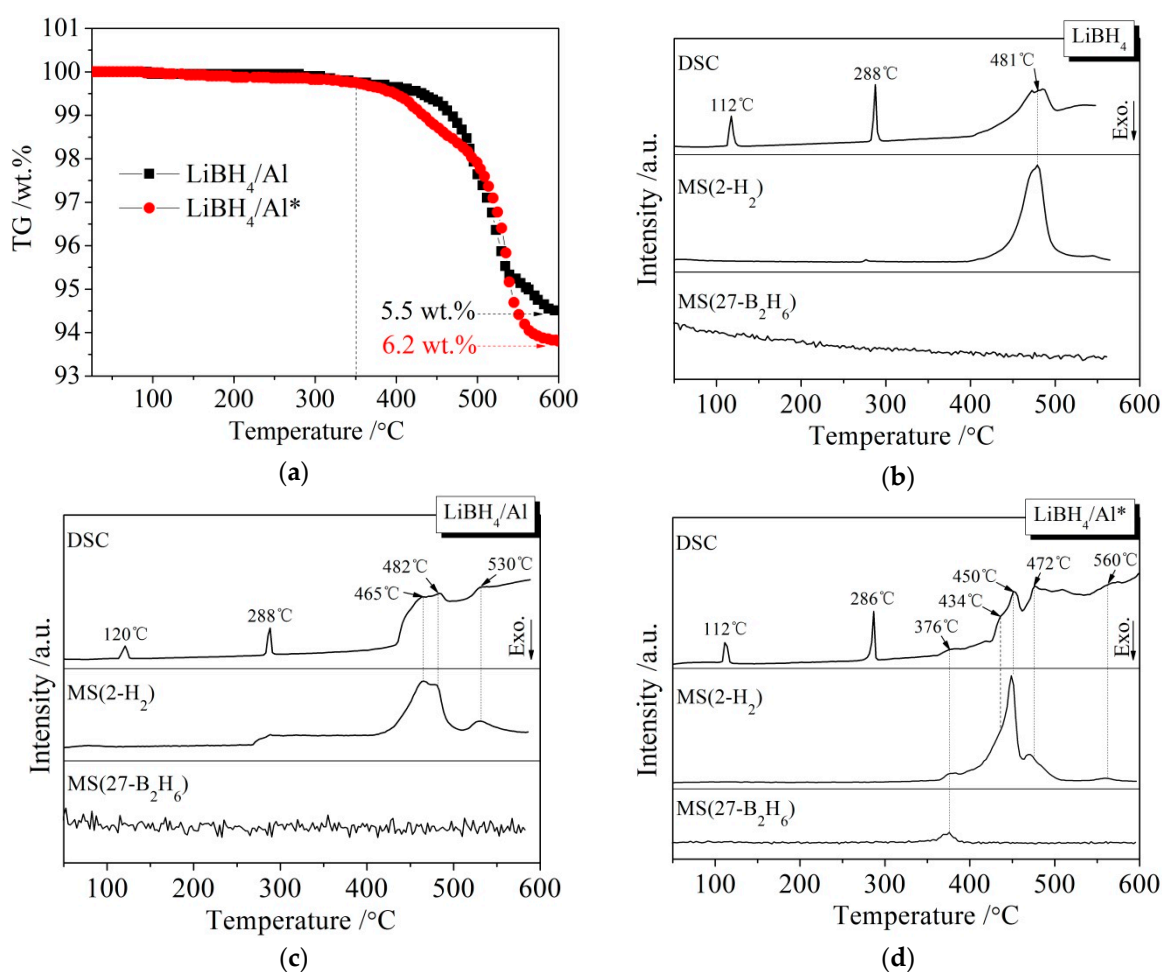 101
100
99
98
97
96
95
94
93
TG /wt.%
LiBH4/Al
LiBH4/Al*
5.5 wt.%
6.2 wt.%
100 200 300 400 500 600
Temperature /°C
(a)
LiBH4
DSC
112℃
288℃
481℃
Exo.
MS(2-H2)
MS(27-B2H6)
Intensity /a.u.
100 200 300 400 500 600
Temperature /°C
(b)
LiBH4/Al
DSC
120℃
288℃
465℃
482℃
530℃
Exo.
MS(2-H2)
MS(27-B2H6)
Intensity /a.u.
100 200 300 400 500 600
Temperature /°C
(c)
LiBH4/Al*
DSC
112℃
286℃
376℃
434℃
450℃
472℃
560℃
Exo.
MS(2-H2)
MS(27-B2H6)
Intensity /a.u.
100 200 300 400 500 600
Temperature /°C
(d)